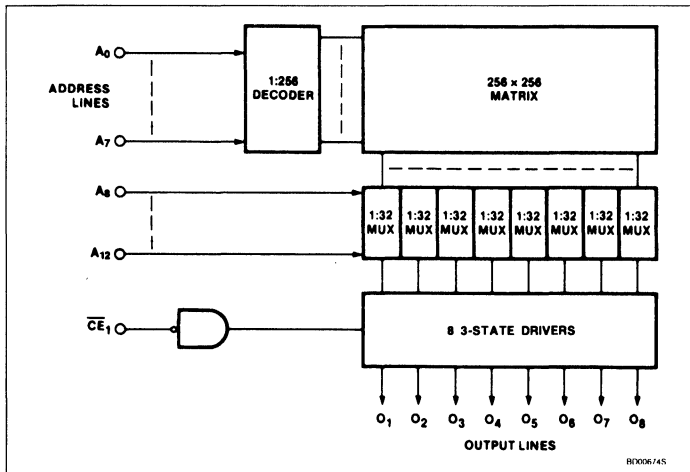 A0
1:256
DECODER
256 × 256
MATRIX
ADDRESS
LINES
A7
A8
1:32
MUX
1:32
MUX
1:32
MUX
1:32
MUX
1:32
MUX
1:32
MUX
1:32
MUX
1:32
MUX
A12
CE1
8 3-STATE DRIVERS
O1 O2 O3 O4 O5 O6 O7 O8
OUTPUT LINES
BD00674S